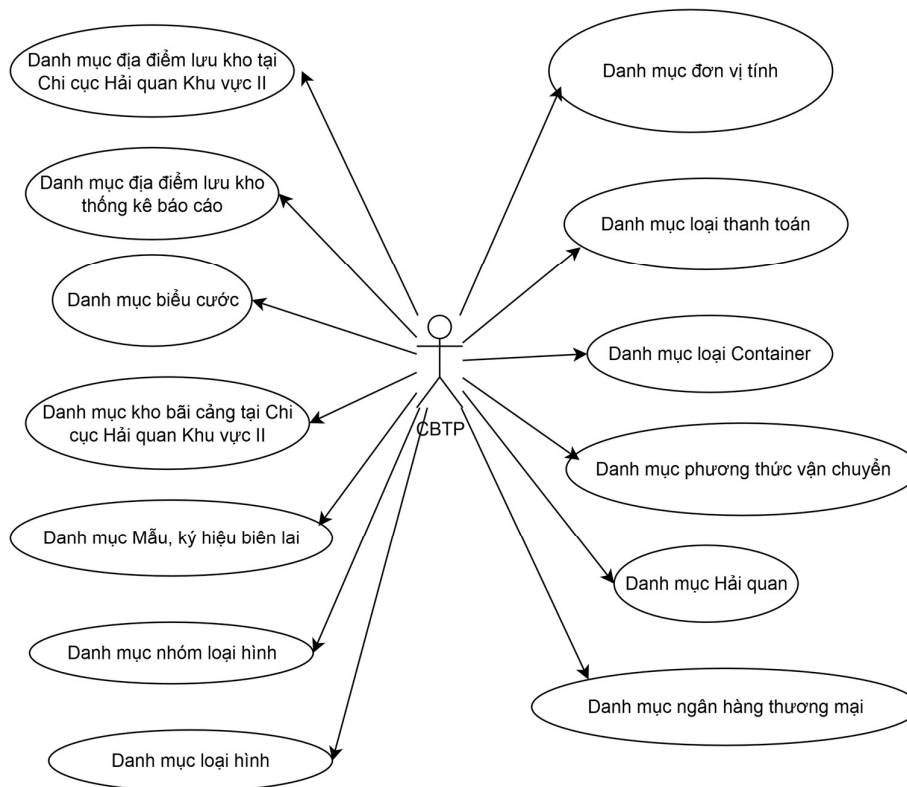 Danh mục địa điểm lưu kho tại
Chi cục Hải quan Khu vực II
Danh mục địa điểm lưu kho
thống kê báo cáo
Danh mục biểu cước
Danh mục kho bãi cảng tại Chi
cục Hải quan Khu vực II
Danh mục Mẫu, ký hiệu biên lai
Danh mục nhóm loại hình
Danh mục loại hình
CBTP
Danh mục đơn vị tính
Danh mục loại thanh toán
Danh mục loại Container
Danh mục phương thức vận chuyển
Danh mục Hải quan
Danh mục ngân hàng thương mại